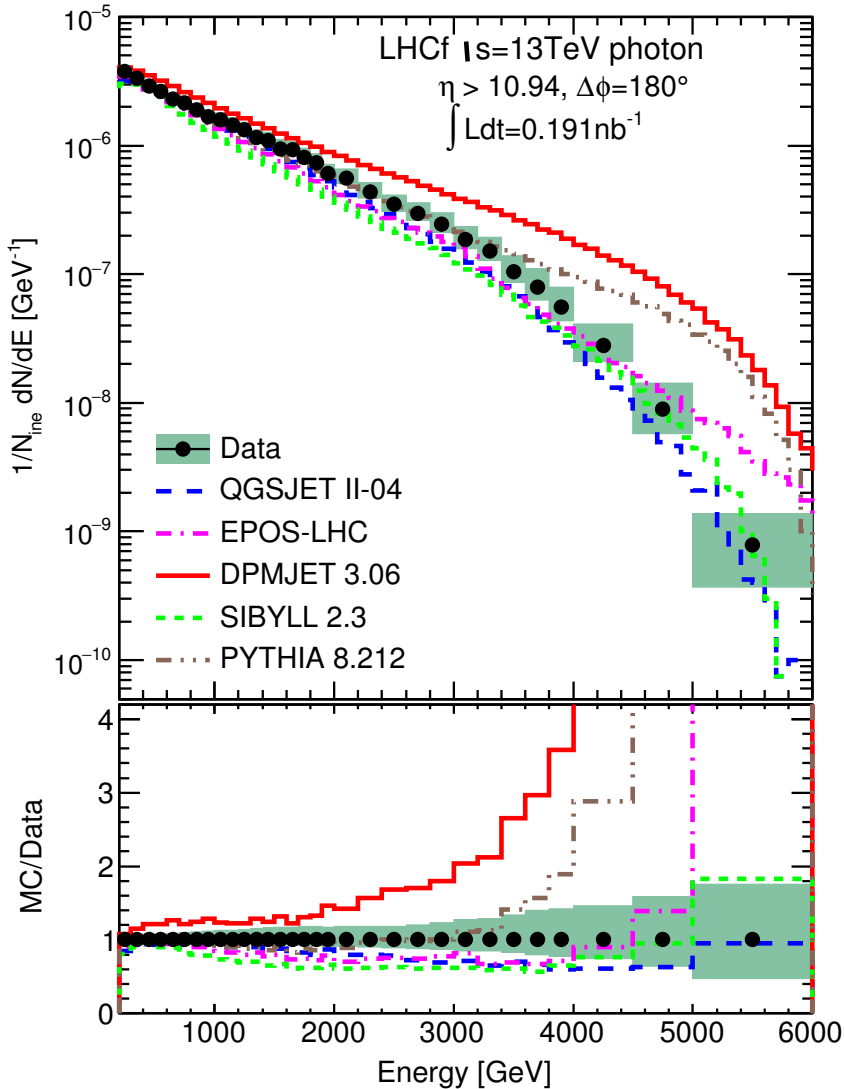 LHCf √s=13TeV photon
η > 10.94, Δϕ=180°
∫ Ldt=0.191nb⁻¹
1/N_ine dN/dE [GeV⁻¹]
10⁻⁵
10⁻⁶
10⁻⁷
10⁻⁸
10⁻⁹
10⁻¹⁰
Data
QGSJET II-04
EPOS-LHC
DPMJET 3.06
SIBYLL 2.3
PYTHIA 8.212
MC/Data
4
3
2
1
0
1000 2000 3000 4000 5000 6000
Energy [GeV]